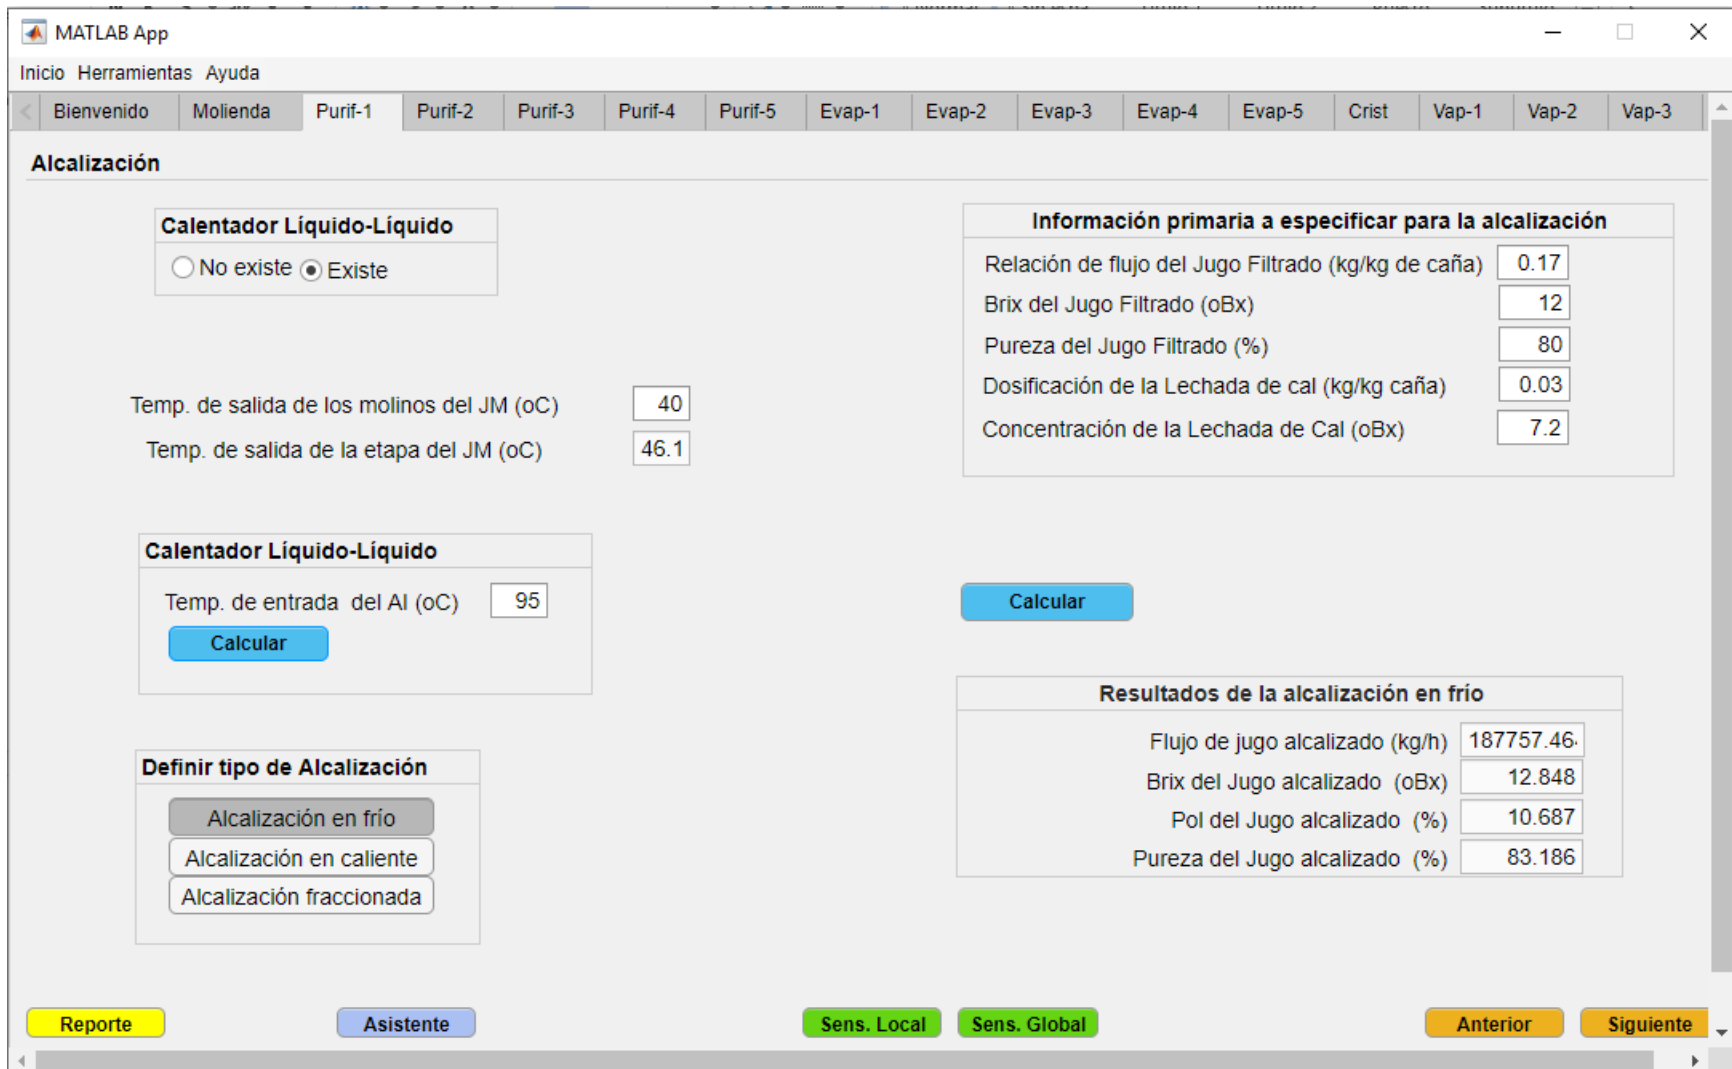 MATLAB App
Inicio Herramientas Ayuda
Bienvenido Molienda Purif-1 Purif-2 Purif-3 Purif-4 Purif-5 Evap-1 Evap-2 Evap-3 Evap-4 Evap-5 Crist Vap-1 Vap-2 Vap-3
Alcalización
Calentador Líquido-Líquido
No existe Existe
Temp. de salida de los molinos del JM (oC) 40
Temp. de salida de la etapa del JM (oC) 46.1
Calentador Líquido-Líquido
Temp. de entrada del Al (oC) 95
Calcular
Definir tipo de Alcalización
Alcalización en frío
Alcalización en caliente
Alcalización fraccionada
Información primaria a especificar para la alcalización
Relación de flujo del Jugo Filtrado (kg/kg de caña) 0.17
Brix del Jugo Filtrado (oBx) 12
Pureza del Jugo Filtrado (%) 80
Dosificación de la Lechada de cal (kg/kg caña) 0.03
Concentración de la Lechada de Cal (oBx) 7.2
Calcular
Resultados de la alcalización en frío
Flujo de jugo alcalizado (kg/h) 187757.46
Brix del Jugo alcalizado (oBx) 12.848
Pol del Jugo alcalizado (%) 10.687
Pureza del Jugo alcalizado (%) 83.186
Reporte Asistente Sens. Local Sens. Global Anterior Siguiente